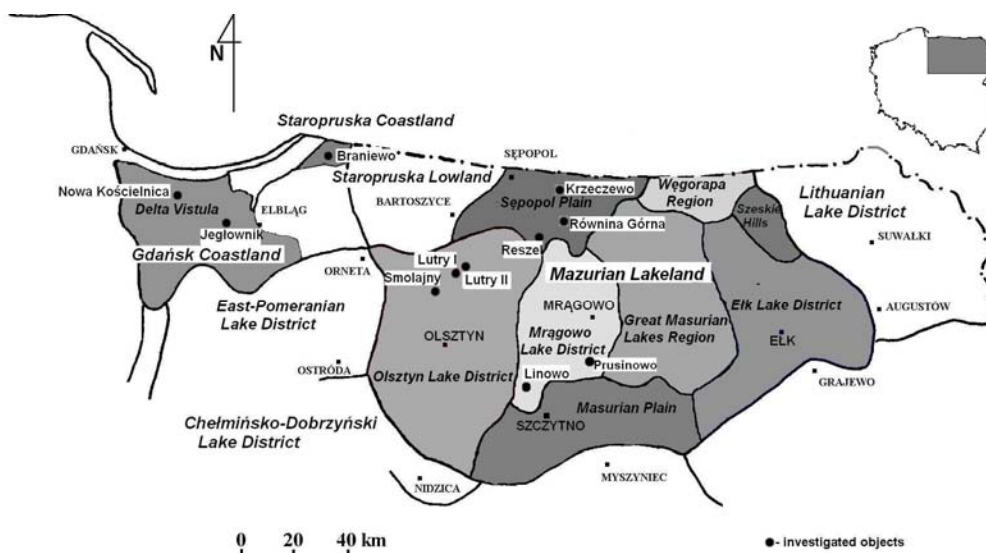 N
Staropruska Coastland
GDAŃSK
Braniewo
SĘPOPOL
Staropruska Lowland
Nowa Kościelnica
Delta Vistula
ELBLĄG
BARTOSZYCE
Krzeczewo
Sępopol Plain
Węgorapa
Region
Lithuanian
Lake District
Szeskie
Hills
Równina Górna
Jegłownik
Gdańsk Coastland
Reszel
SUWAŁKI
ORNETA
Lutry I
Lutry II
Smolajny
Mazurian Lakeland
East-Pomeranian
Lake District
MRĄGOWO
Ełk Lake District
AUGUSTÓW
OLSZTYN
Mrągowo
Lake District
Great Masurian
Lakes Region
EŁK
OSTRÓDA
Olsztyn Lake District
Linowo
Prusinowo
GRAJEWO
Chełmińsko-Dobrzyński
Lake District
Masurian Plain
SZCZYTNO
NIDZICA
MYSZYNIEC
0 20 40 km
- investigated objects